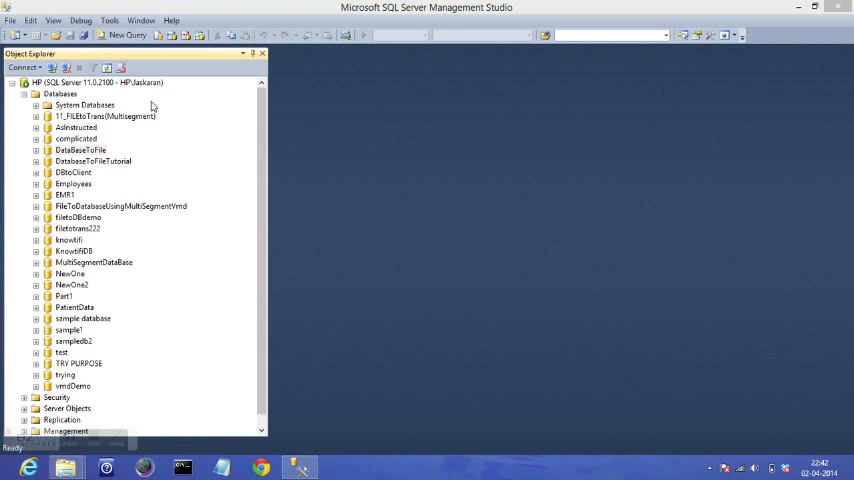 Microsoft SQL Server Management Studio
File Edit View Debug Tools Window Help
New Query
Object Explorer
Connect
HP (SQL Server 11.0.2100 - HP\Jaskaran)
Databases
System Databases
11_FILEtoTrans(Multisegment)
AsInstructed
complicated
DataBaseToFile
DatabaseToFileTutorial
DBtoClient
Employees
EMR1
FileToDatabaseUsingMultiSegmentVmd
filetoDBdemo
filetotrans222
knowtifi
KnowtifiDB
MultiSegmentDataBase
NewOne
NewOne2
Part1
PatientData
sample database
sample1
sampledb2
test
TRY PURPOSE
trying
vmdDemo
Security
Server Objects
Replication
Management
Ready
22:42
02-04-2014